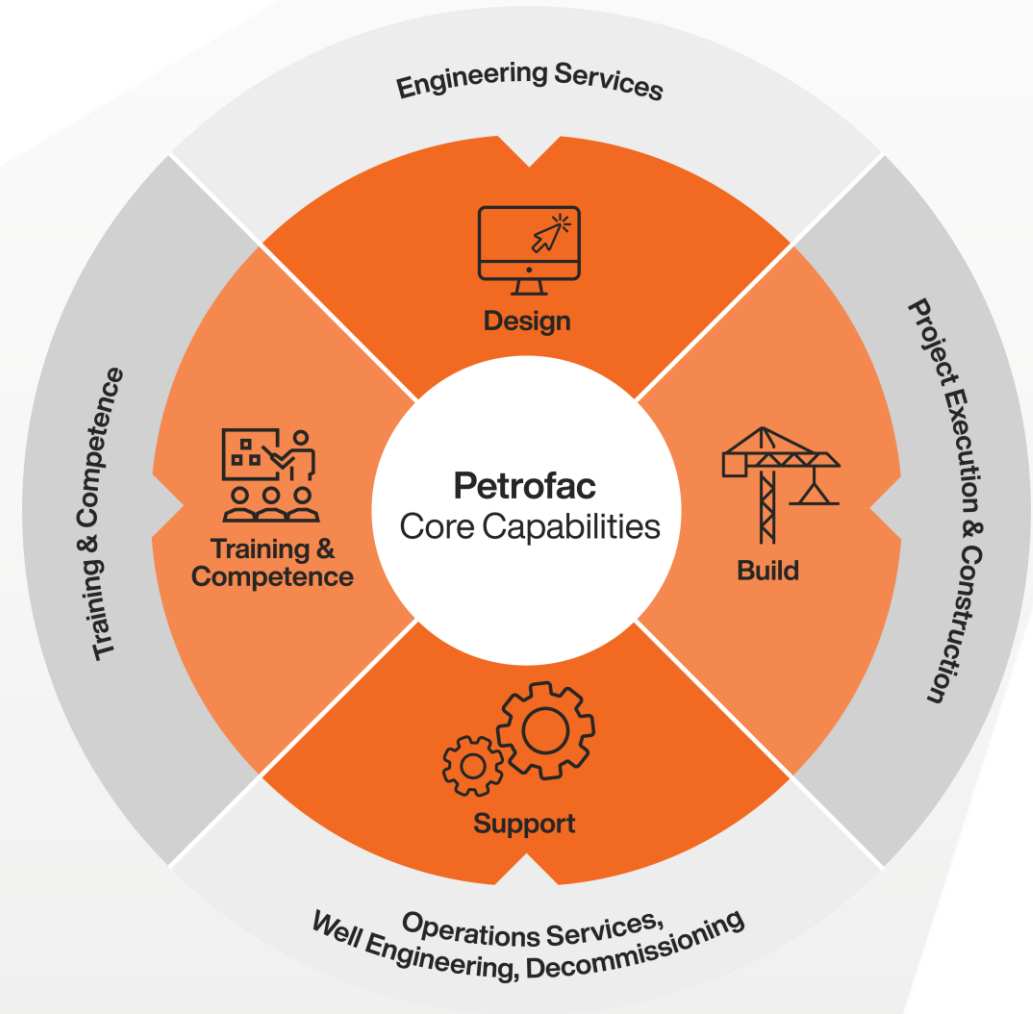 Engineering Services
Design
Project Execution & Construction
Build
Petrofac
Core Capabilities
Training & Competence
Training &
Competence
Support
Operations Services,
Well Engineering, Decommissioning